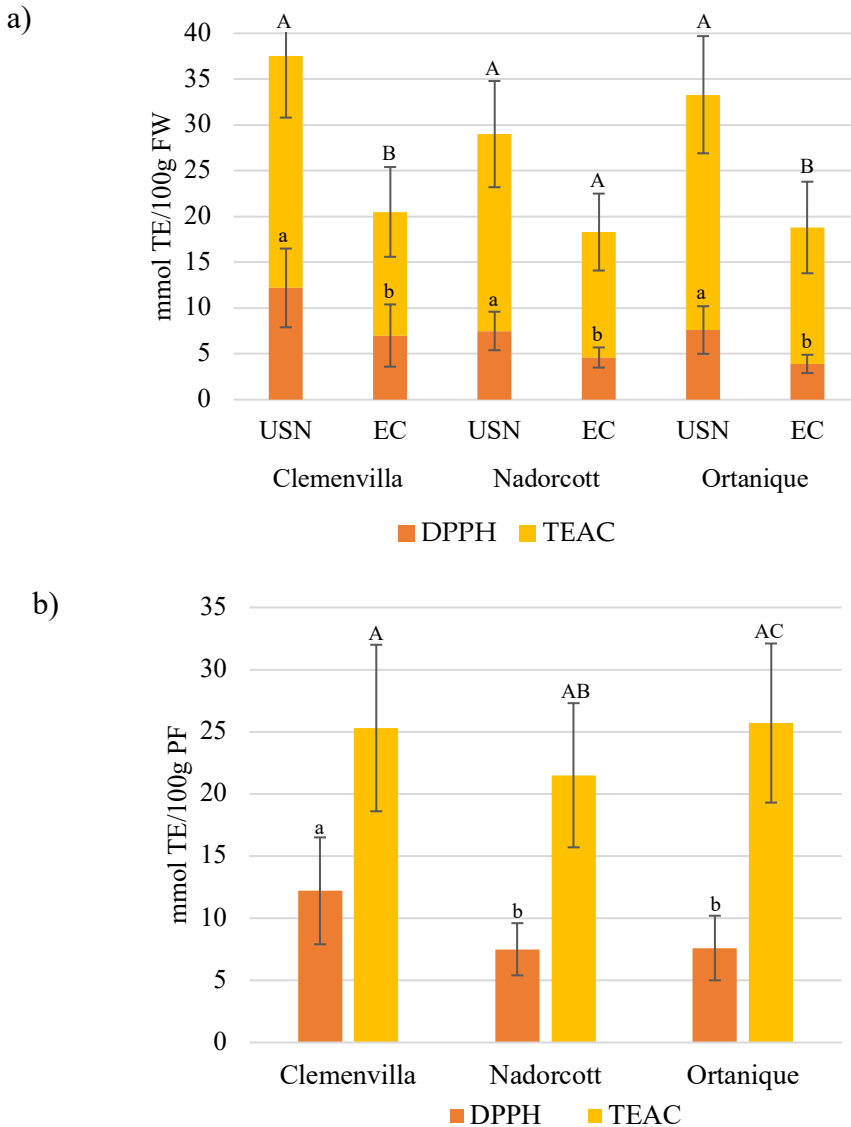 a)
mmol TE/100g FW
40
35
30
25
20
15
10
5
0
A
a
B
b
A
a
A
b
A
a
B
b
USN EC USN EC USN EC
Clemenvilla Nadorcott Ortanique
DPPH TEAC
b)
mmol TE/100g PF
35
30
25
20
15
10
5
0
a
A
b
AB
b
AC
Clemenvilla Nadorcott Ortanique
DPPH TEAC